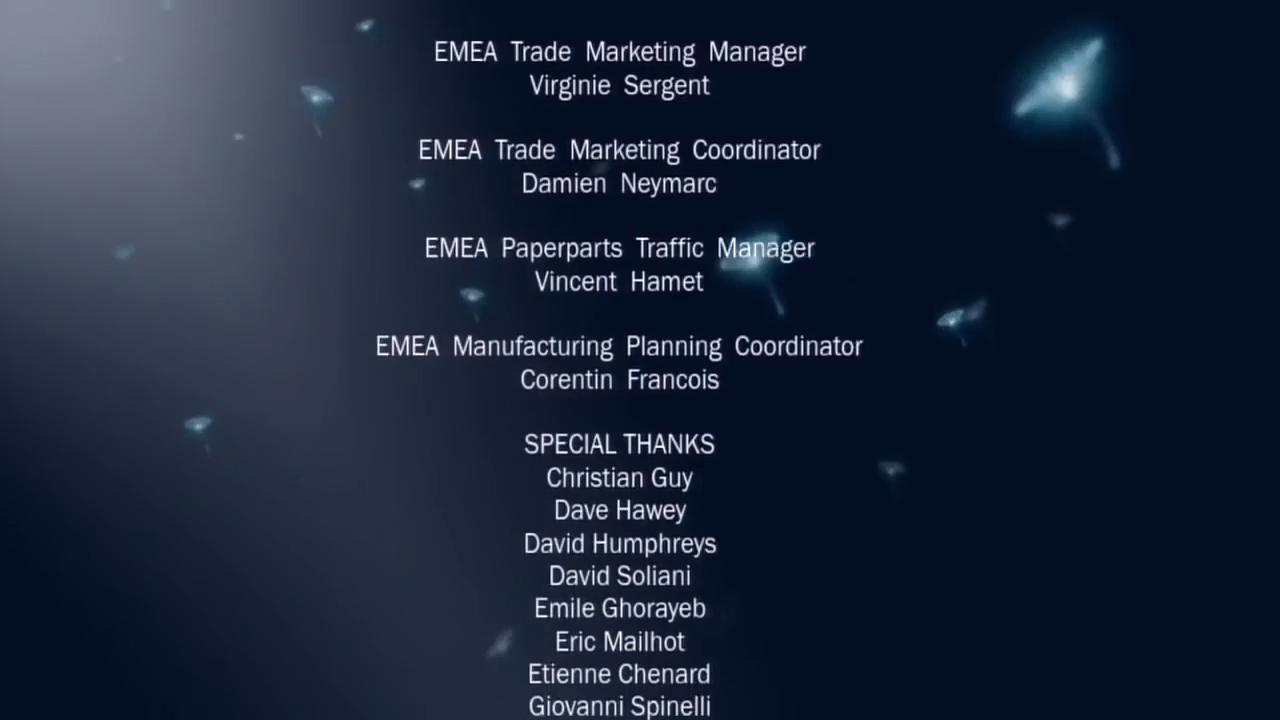 EMEA Trade Marketing Manager
Virginie Sergent
EMEA Trade Marketing Coordinator
Damien Neymarc
EMEA Paperparts Traffic Manager
Vincent Hamet
EMEA Manufacturing Planning Coordinator
Corentin Francois
SPECIAL THANKS
Christian Guy
Dave Hawey
David Humphreys
David Soliani
Emile Ghorayeb
Eric Mailhot
Etienne Chenard
Giovanni Spinelli